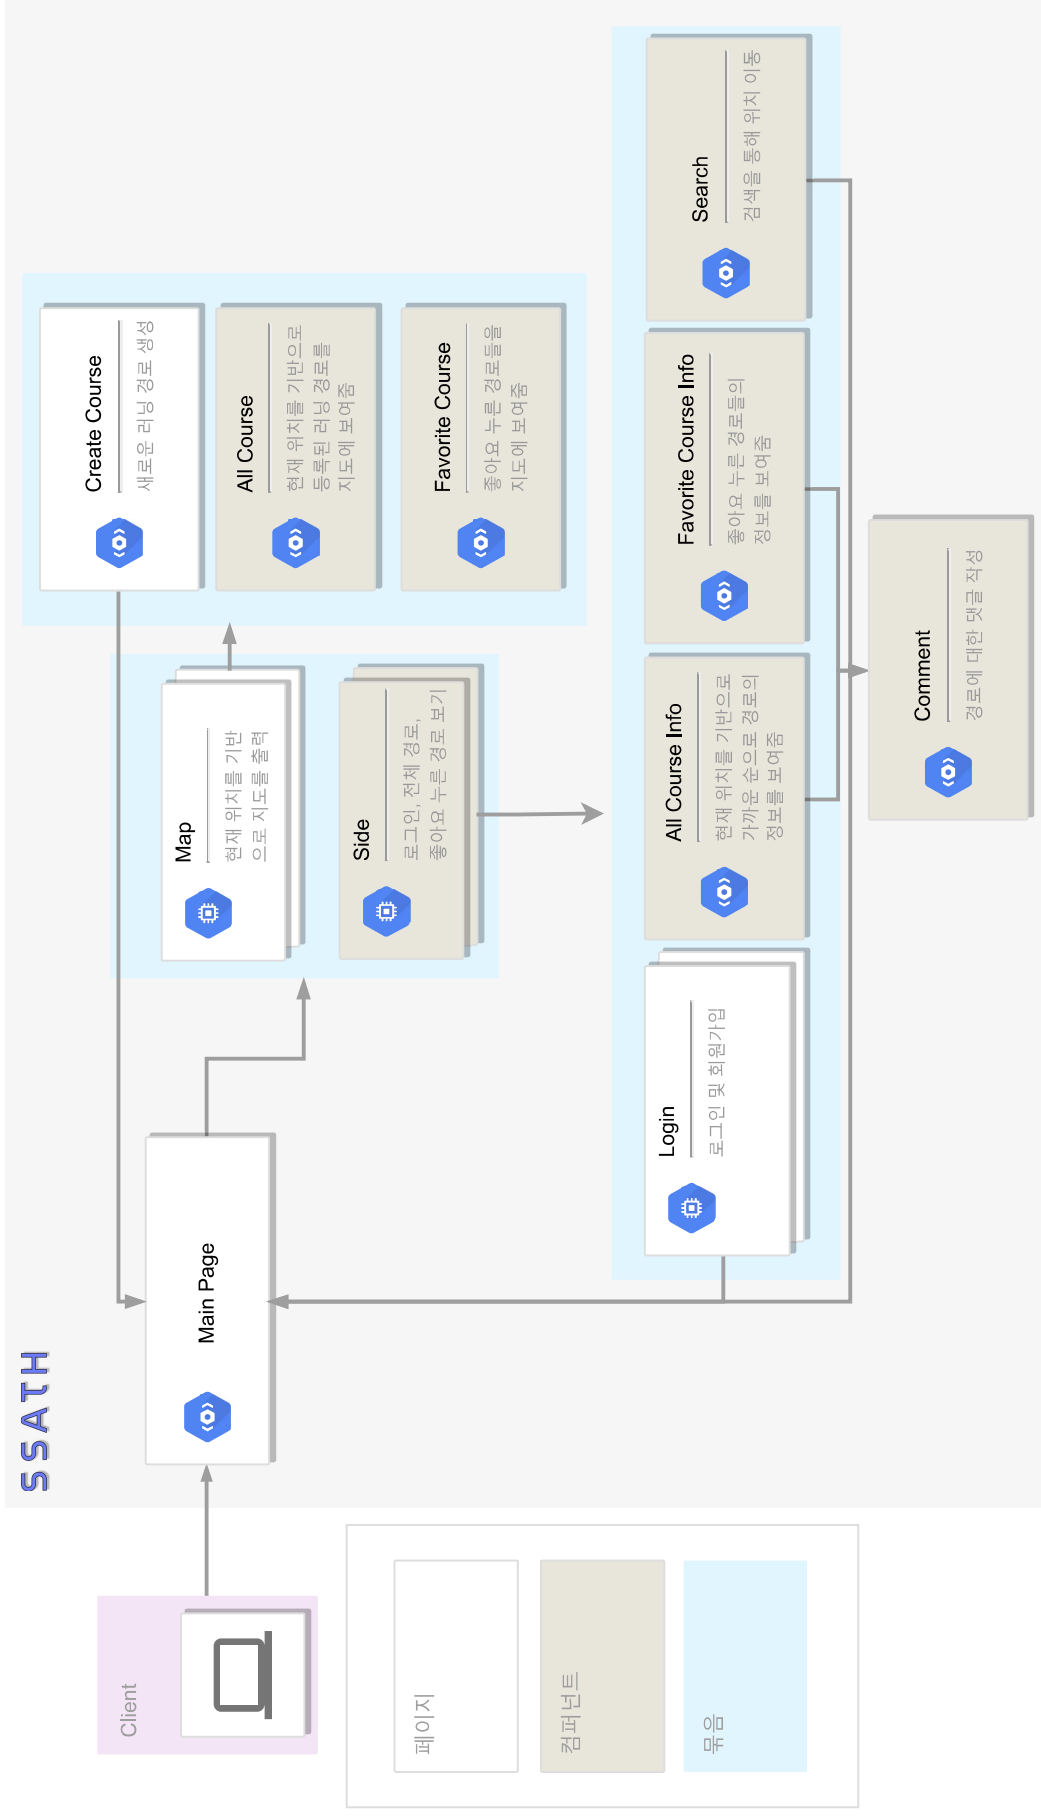 SSATH
Client
Main Page
Map
현재 위치를 기반
으로 지도를 출력
Side
로그인, 전체 경로,
좋아요 누른 경로 보기
Create Course
새로운 러닝 경로 생성
All Course
현재 위치를 기반으로
등록된 러닝 경로를
지도에 보여줌
Favorite Course
좋아요 누른 경로들을
지도에 보여줌
Login
로그인 및 회원가입
All Course Info
현재 위치를 기반으로
가까운 순으로 경로의
정보를 보여줌
Favorite Course Info
좋아요 누른 경로들의
정보를 보여줌
Search
검색을 통해 위치 이동
Comment
경로에 대한 댓글 작성
페이지
컴퍼넌트
묶음